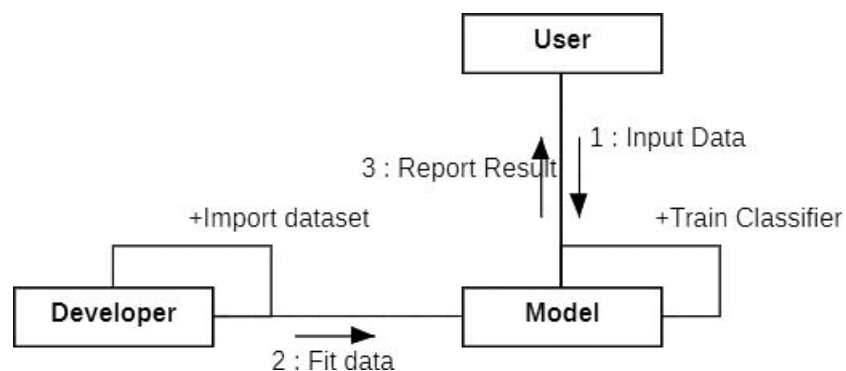 User
1 : Input Data
3 : Report Result
+Import dataset
+Train Classifier
Developer
Model
2 : Fit data